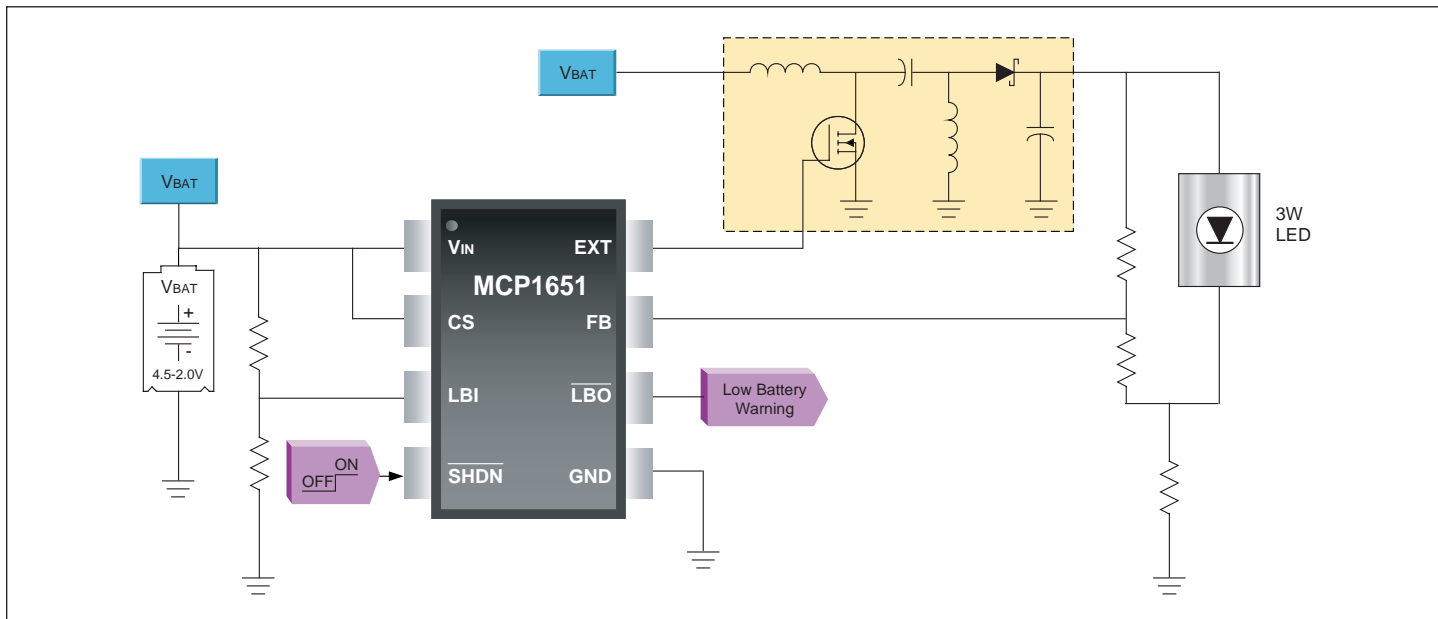 VBAT
VBAT
VBAT
+
-
4.5-2.0V
VIN
EXT
MCP1651
CS
FB
LBI
LBO
SHDN
GND
Low Battery
Warning
ON
OFF
3W
LED